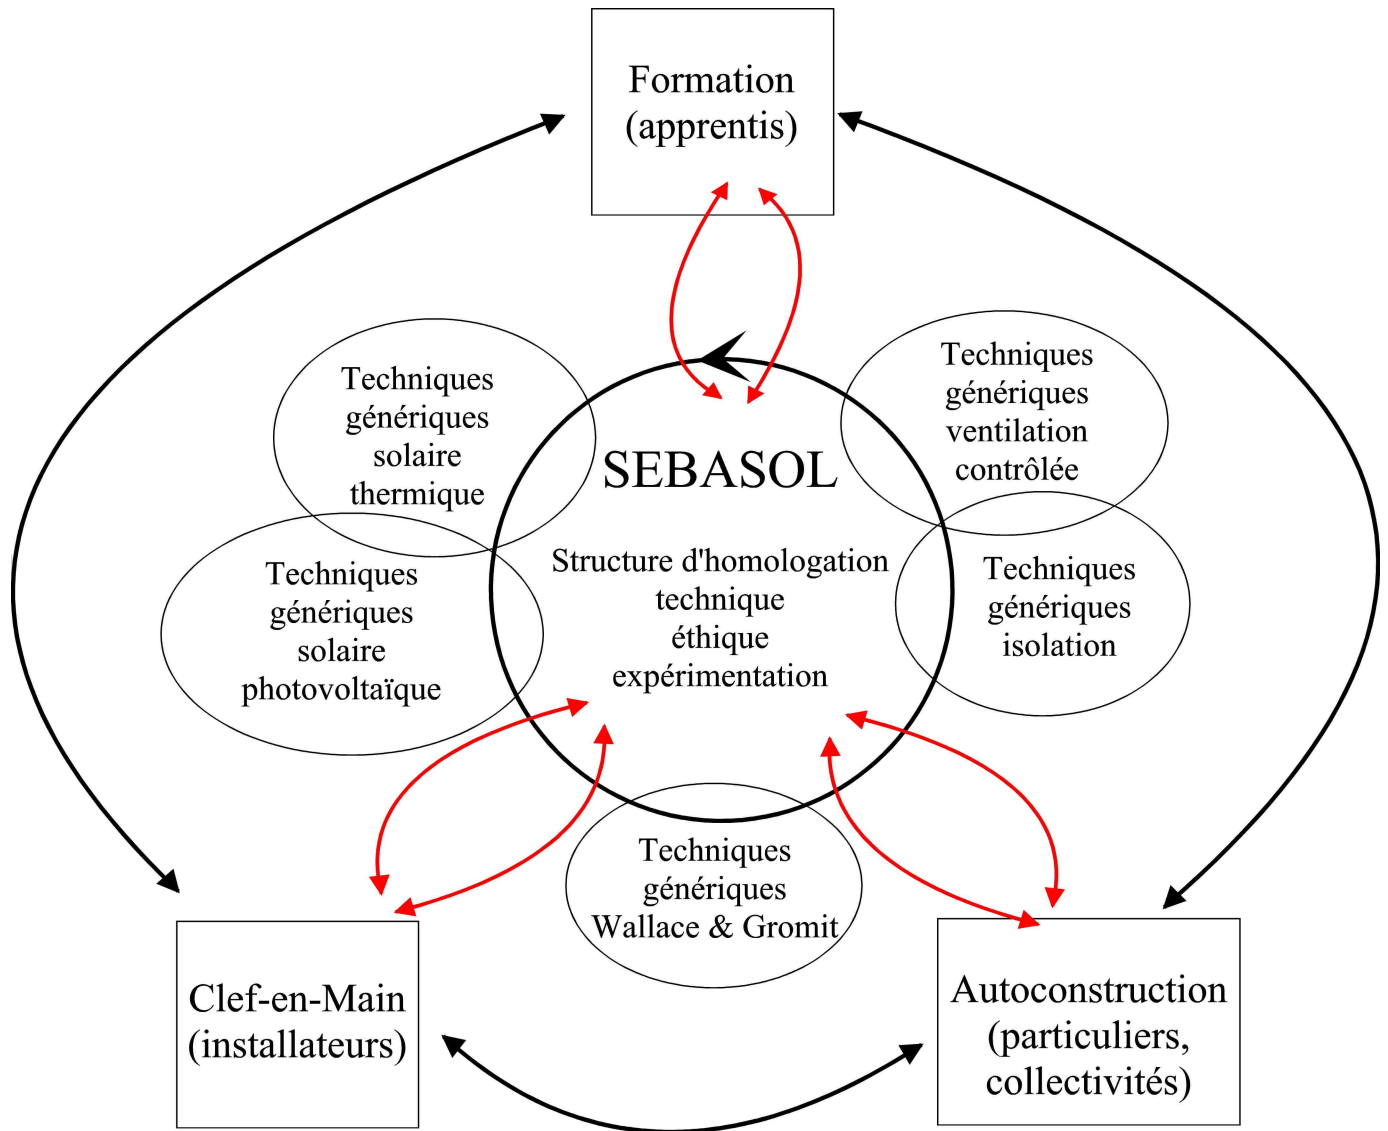 Formation
(apprentis)
Techniques
génériques
solaire
thermique
Techniques
génériques
ventilation
contrôlée
SEBASOL
Structure d'homologation
technique
éthique
expérimentation
Techniques
génériques
solaire
photovoltaïque
Techniques
génériques
isolation
Techniques
génériques
Wallace & Gromit
Clef-en-Main
(installateurs)
Autoconstruction
(particuliers,
collectivités)